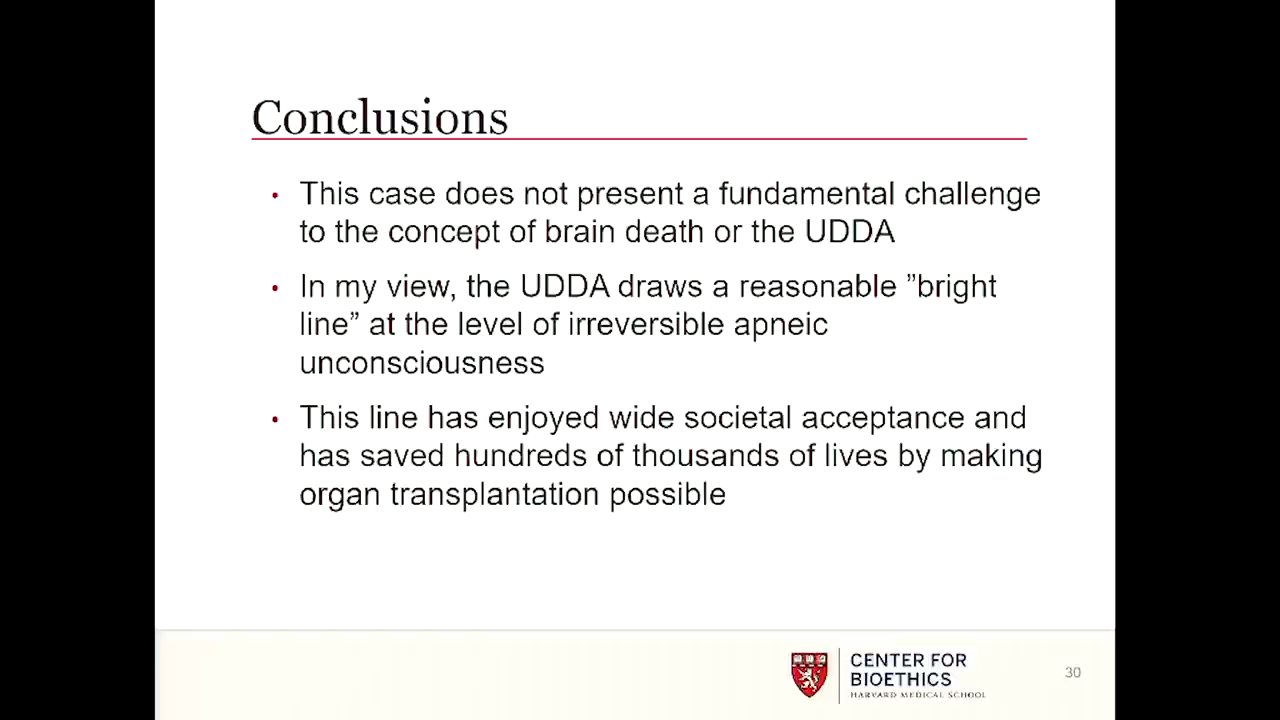 Conclusions
• This case does not present a fundamental challenge
to the concept of brain death or the UDDA
• In my view, the UDDA draws a reasonable ”bright
line” at the level of irreversible apneic
unconsciousness
• This line has enjoyed wide societal acceptance and
has saved hundreds of thousands of lives by making
organ transplantation possible
CENTER FOR
BIOETHICS
HARVARD MEDICAL SCHOOL
30